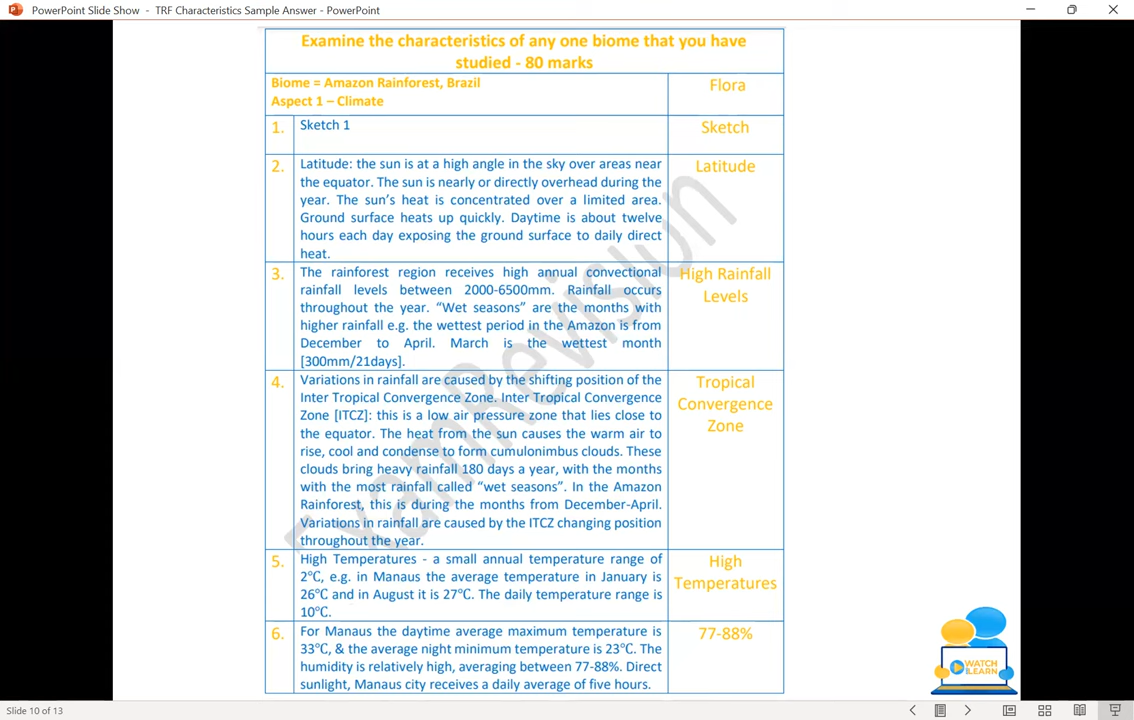 PowerPoint Slide Show - TRF Characteristics Sample Answer - PowerPoint
Examine the characteristics of any one biome that you have
studied - 80 marks
Biome = Amazon Rainforest, Brazil
Aspect 1 – Climate
Flora
1.
Sketch 1
Sketch
2.
Latitude: the sun is at a high angle in the sky over areas near
the equator. The sun is nearly or directly overhead during the
year. The sun's heat is concentrated over a limited area.
Ground surface heats up quickly. Daytime is about twelve
hours each day exposing the ground surface to daily direct
heat.
Latitude
3.
The rainforest region receives high annual convectional
rainfall levels between 2000-6500mm. Rainfall occurs
throughout the year. “Wet seasons” are the months with
higher rainfall e.g. the wettest period in the Amazon is from
December to April. March is the wettest month
[300mm/21days].
High Rainfall
Levels
4.
Variations in rainfall are caused by the shifting position of the
Inter Tropical Convergence Zone. Inter Tropical Convergence
Zone [ITCZ]: this is a low air pressure zone that lies close to
the equator. The heat from the sun causes the warm air to
rise, cool and condense to form cumulonimbus clouds. These
clouds bring heavy rainfall 180 days a year, with the months
with the most rainfall called “wet seasons”. In the Amazon
Rainforest, this is during the months from December-April.
Variations in rainfall are caused by the ITCZ changing position
throughout the year.
Tropical
Convergence
Zone
5.
High Temperatures - a small annual temperature range of
2°C, e.g. in Manaus the average temperature in January is
26°C and in August it is 27°C. The daily temperature range is
10°C.
High
Temperatures
6.
For Manaus the daytime average maximum temperature is
33°C, & the average night minimum temperature is 23°C. The
humidity is relatively high, averaging between 77-88%. Direct
sunlight, Manaus city receives a daily average of five hours.
77-88%
ExamRevision
WATCH
&LEARN
Slide 10 of 13